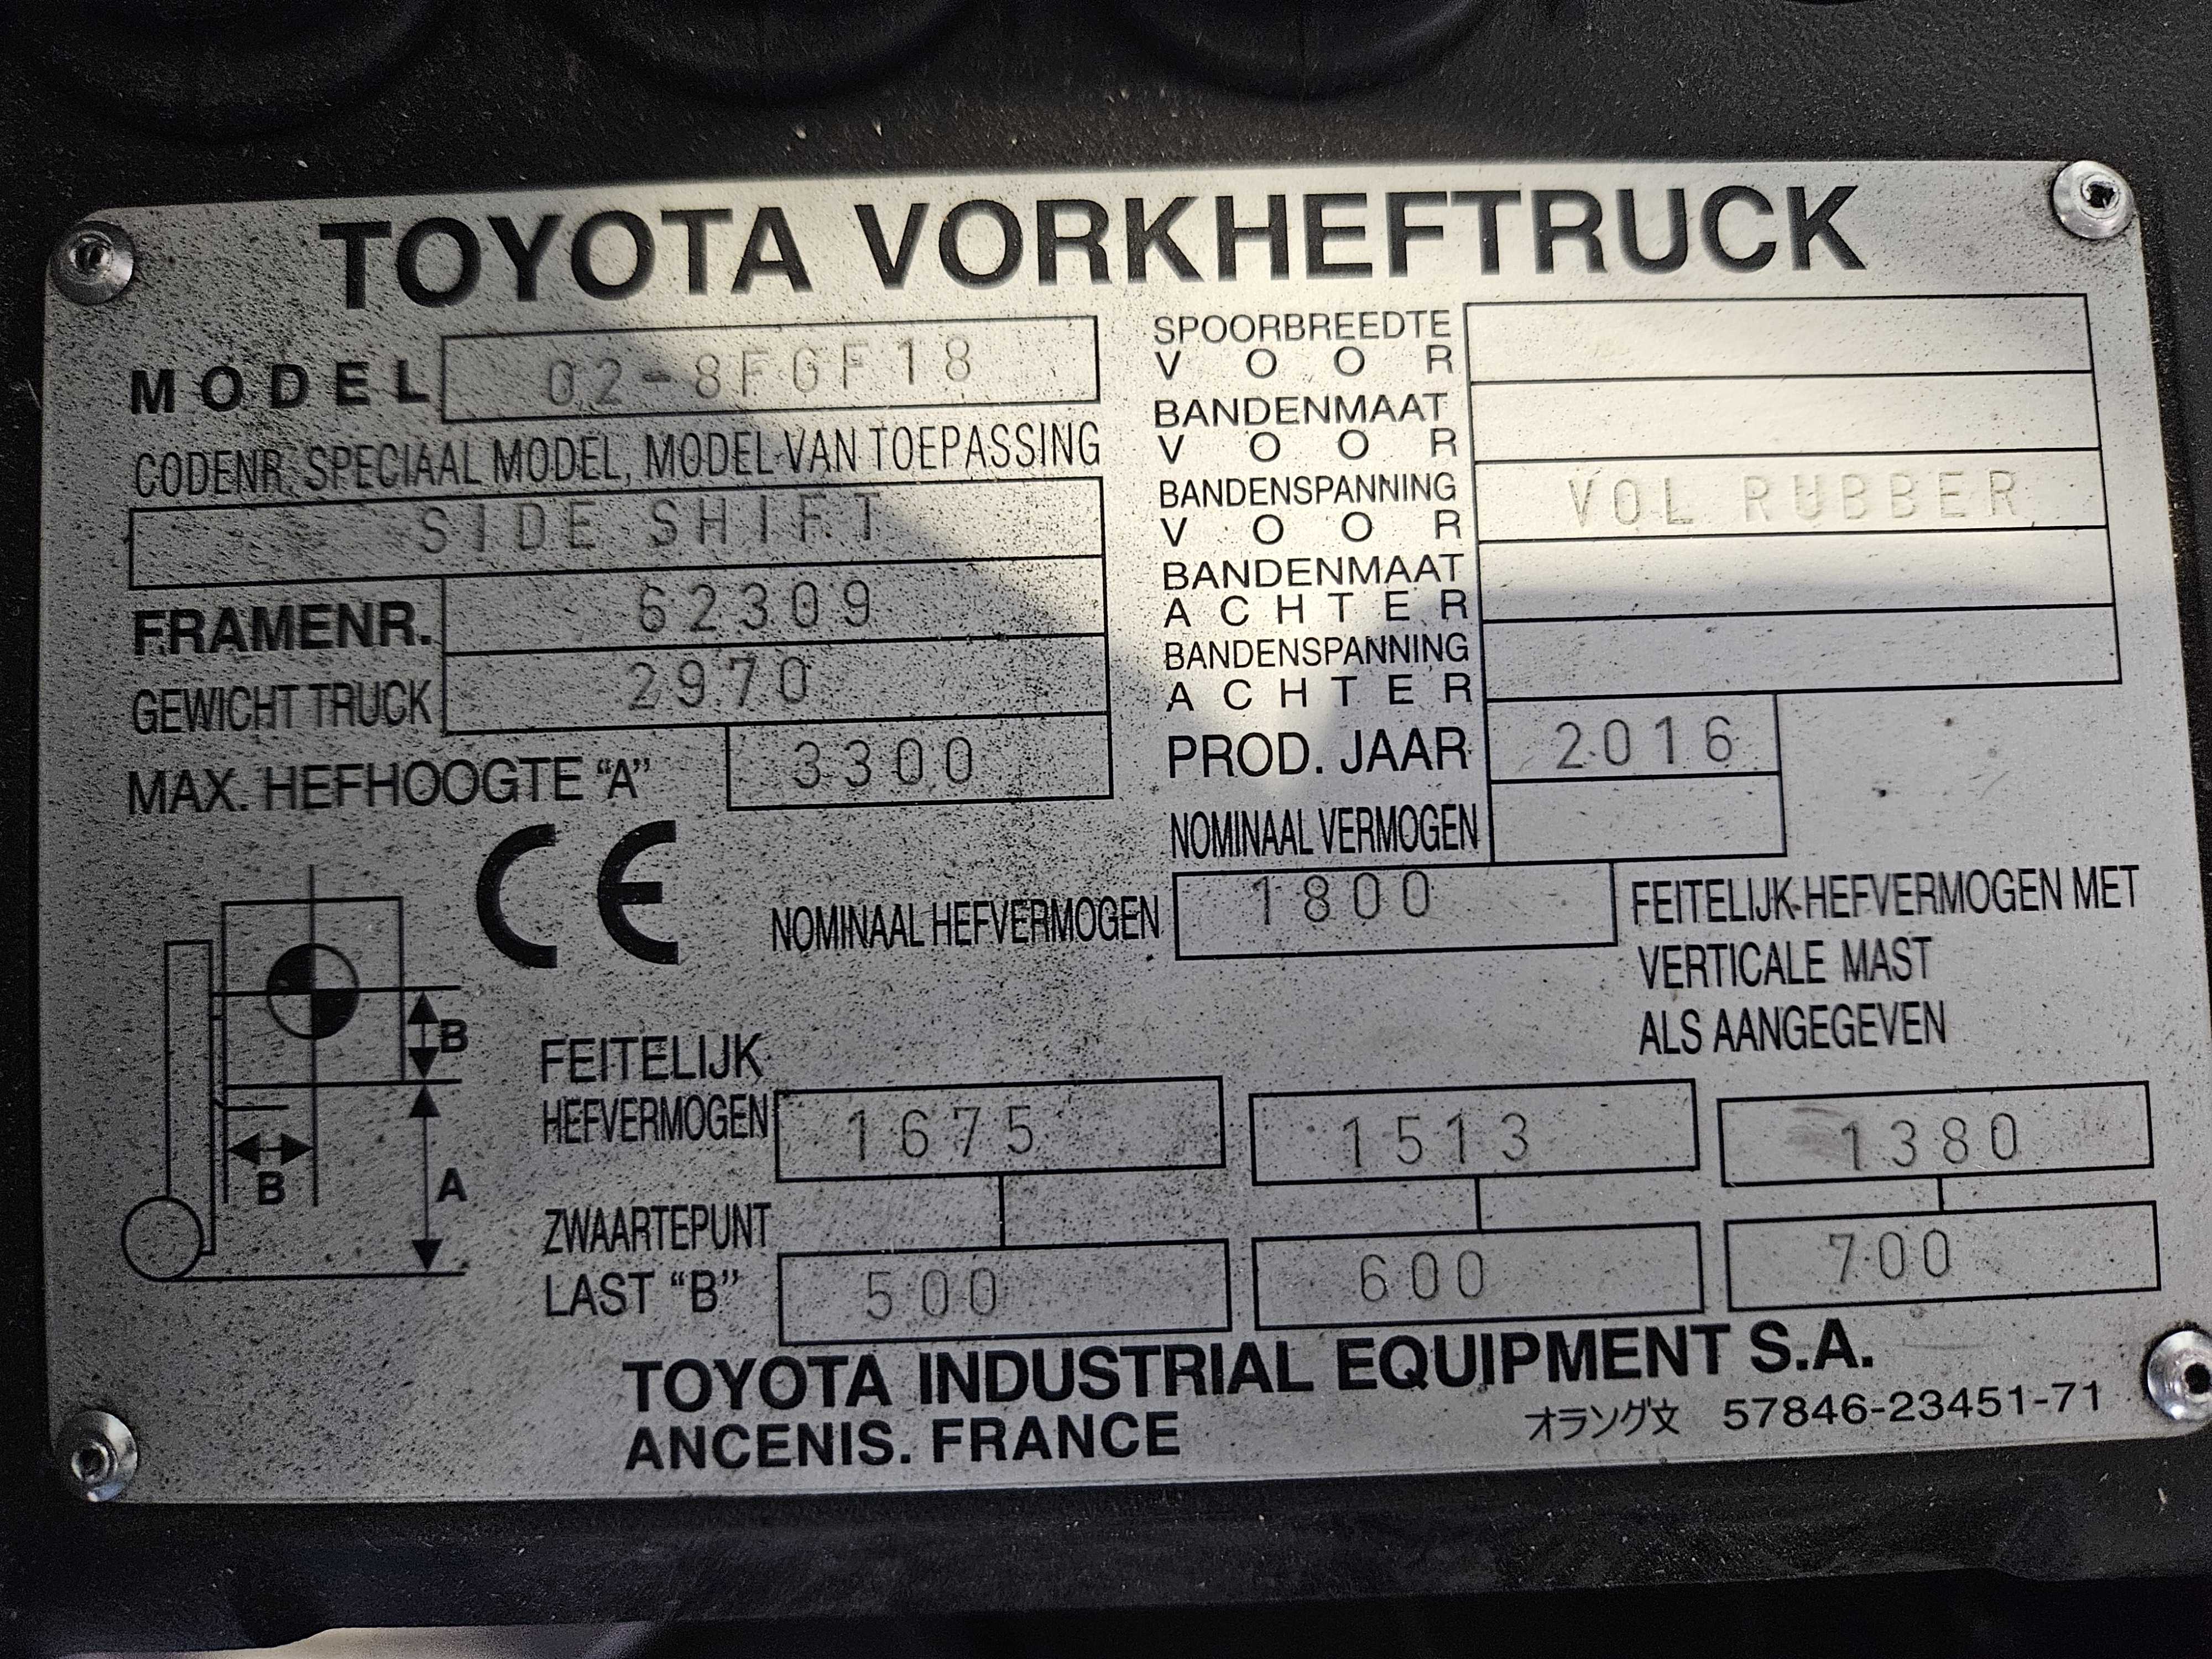 TOYOTA VORKHEFTRUCK
MODEL 02-8FGF18
CODENR. SPECIAAL MODEL, MODEL VAN TOEPASSING
SIDE SHIFT
FRAMENR. 62309
GEWICHT TRUCK 2970
MAX. HEFHOOGTE "A" 3300
SPOORBREEDTE
VOOR
BANDENMAAT
VOOR
BANDENSPANNING
VOOR
VOL RUBBER
BANDENMAAT
ACHTER
BANDENSPANNING
ACHTER
PROD. JAAR 2016
NOMINAAL VERMOGEN
CE
NOMINAAL HEFVERMOGEN 1800
FEITELIJK HEFVERMOGEN MET
VERTICALE MAST
ALS AANGEGEVEN
B
B
A
FEITELIJK
HEFVERMOGEN 1675 1513 1380
ZWAARTEPUNT
LAST "B" 500 600 700
TOYOTA INDUSTRIAL EQUIPMENT S.A.
ANCENIS. FRANCE
オランダ文 57846-23451-71